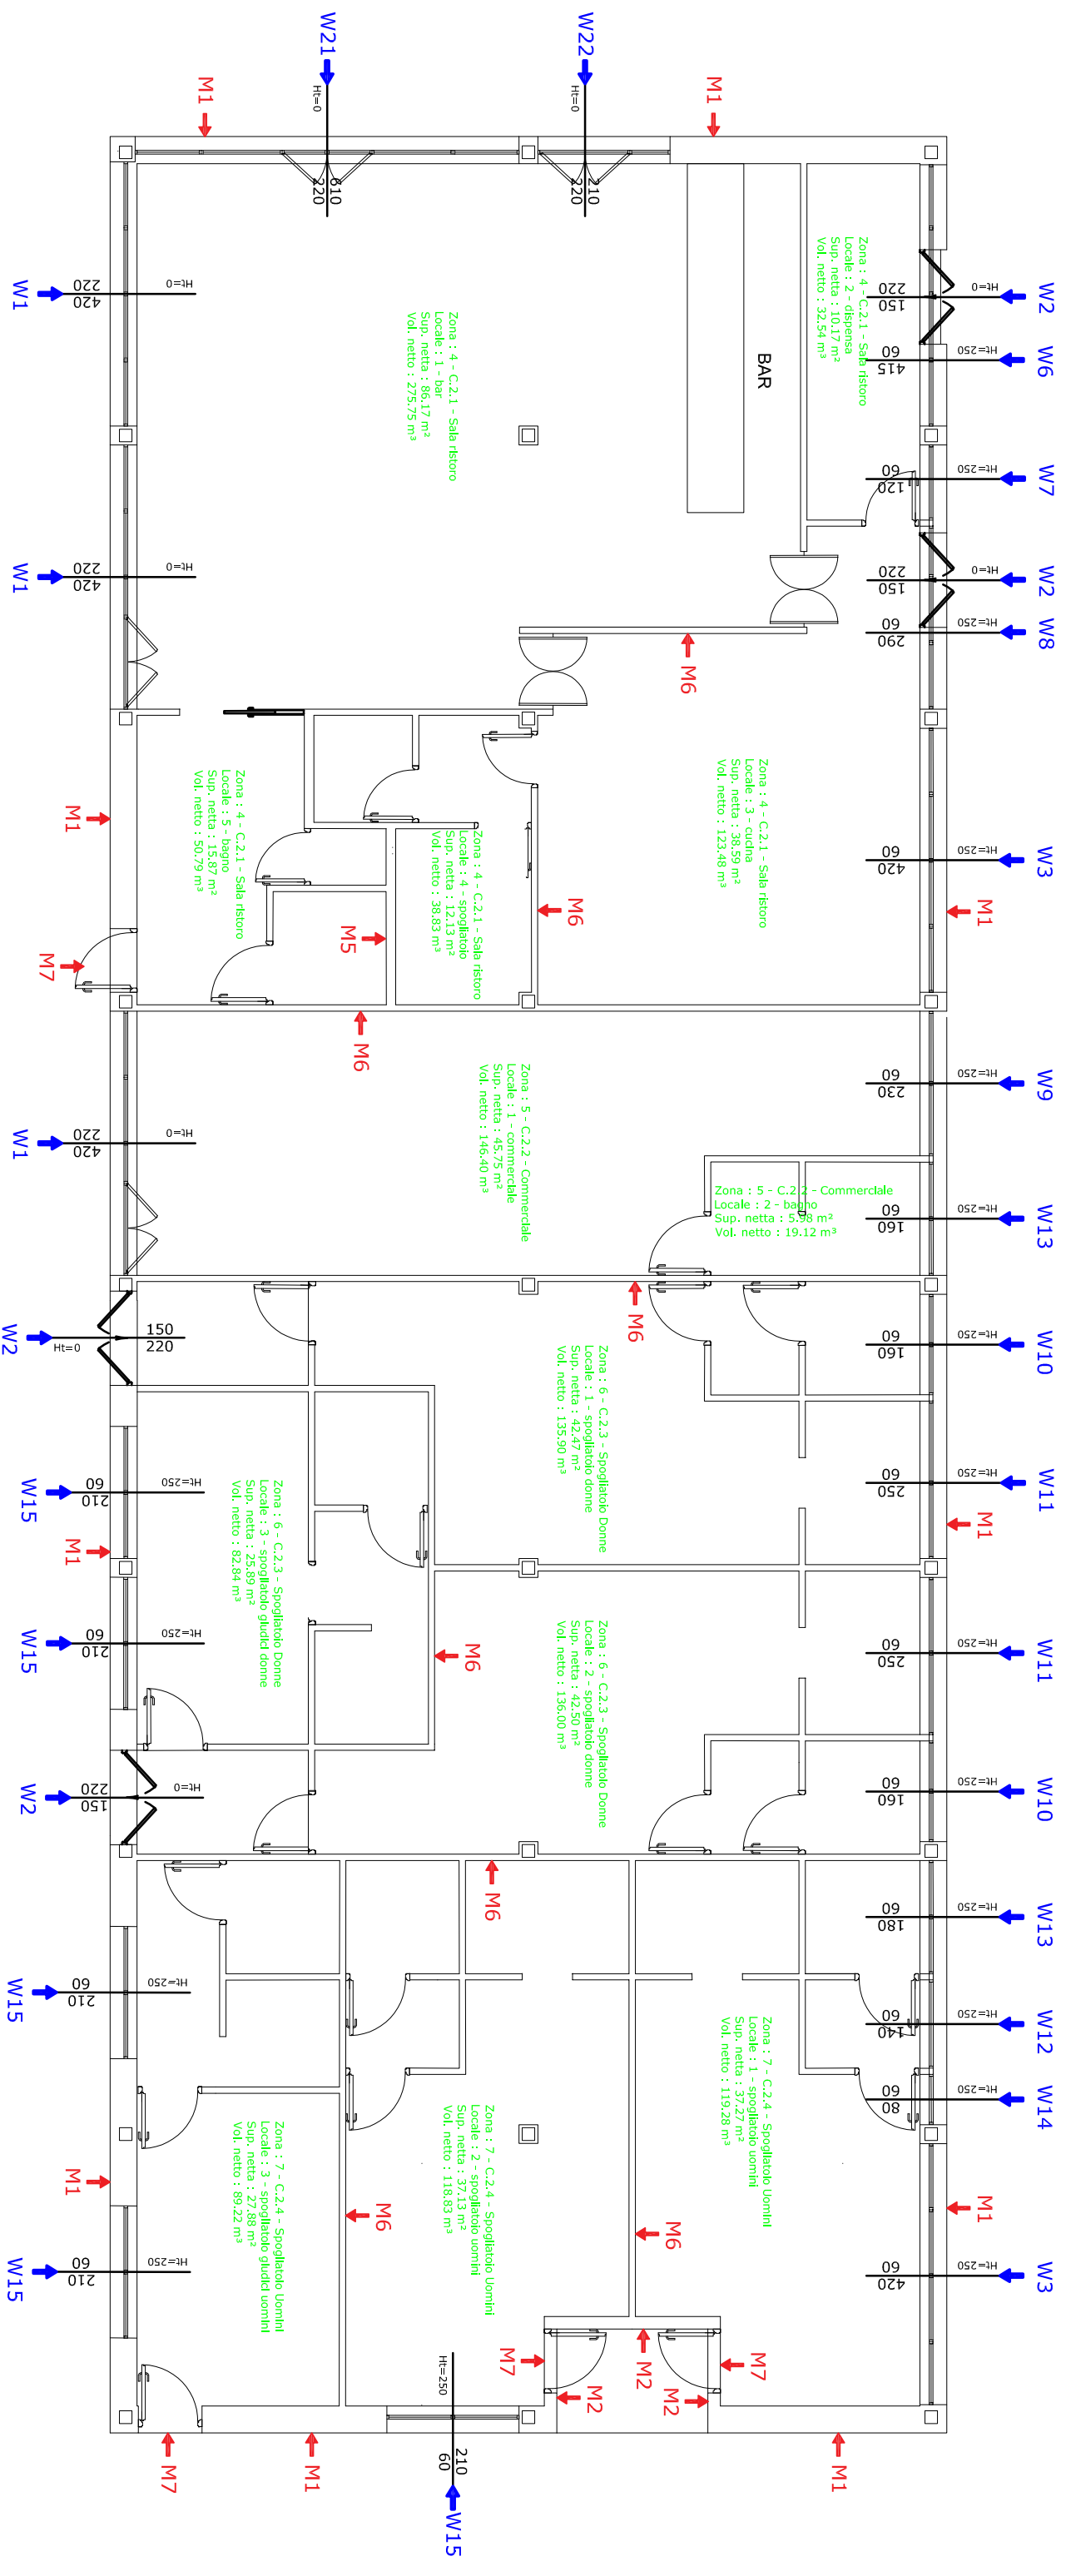 W21
Ht=0
610
220
W22
Ht=0
210
220
M1
M1
W2
Ht=0
220
150
W6
Ht=250
60
415
W7
Ht=250
60
120
W2
Ht=0
220
150
W8
Ht=250
60
290
W3
Ht=250
60
420
M1
W9
Ht=250
60
230
W13
Ht=250
60
160
W10
Ht=250
60
160
W11
Ht=250
60
250
M1
W11
Ht=250
60
250
W10
Ht=250
60
160
W13
Ht=250
60
180
W12
Ht=250
60
140
W14
Ht=250
60
80
M1
W3
Ht=250
60
420
Zona : 4 - C.2.1 - Sala ristoro
Locale : 2 - dispensa
Sup. netta : 10.17 m²
Vol. netto : 32.54 m³
BAR
Zona : 4 - C.2.1 - Sala ristoro
Locale : 1 - bar
Sup. netta : 86.17 m²
Vol. netto : 275.75 m³
M6
Zona : 4 - C.2.1 - Sala ristoro
Locale : 3 - cucina
Sup. netta : 38.59 m²
Vol. netto : 123.48 m³
M6
Zona : 4 - C.2.1 - Sala ristoro
Locale : 4 - spogliatoio
Sup. netta : 12.13 m²
Vol. netto : 38.83 m³
M5
Zona : 4 - C.2.1 - Sala ristoro
Locale : 5 - bagno
Sup. netta : 15.87 m²
Vol. netto : 50.79 m³
M6
Zona : 5 - C.2.2 - Commerciale
Locale : 1 - commerciale
Sup. netta : 45.75 m²
Vol. netto : 146.40 m³
Zona : 5 - C.2.2 - Commerciale
Locale : 2 - bagno
Sup. netta : 5.98 m²
Vol. netto : 19.12 m³
M6
Zona : 6 - C.2.3 - Spogliatoio Donne
Locale : 1 - spogliatoio donne
Sup. netta : 42.47 m²
Vol. netto : 135.90 m³
Zona : 6 - C.2.3 - Spogliatoio Donne
Locale : 3 - spogliatoio giudici donne
Sup. netta : 25.89 m²
Vol. netto : 82.84 m³
M6
Zona : 6 - C.2.3 - Spogliatoio Donne
Locale : 2 - spogliatoio donne
Sup. netta : 42.50 m²
Vol. netto : 136.00 m³
M6
Zona : 7 - C.2.4 - Spogliatoio Uomini
Locale : 1 - spogliatoio uomini
Sup. netta : 37.27 m²
Vol. netto : 119.28 m³
Zona : 7 - C.2.4 - Spogliatoio Uomini
Locale : 2 - spogliatoio uomini
Sup. netta : 37.13 m²
Vol. netto : 118.83 m³
Zona : 7 - C.2.4 - Spogliatoio Uomini
Locale : 3 - spogliatoio giudici uomini
Sup. netta : 27.88 m²
Vol. netto : 89.22 m³
M6
M6
M7
M2
M2
M7
M2
W1
220
420
Ht=0
W1
220
420
Ht=0
M1
M7
W1
220
420
Ht=0
W2
Ht=0
150
220
W15
60
210
Ht=250
M1
W15
60
210
Ht=250
W2
220
150
Ht=0
W15
60
210
Ht=250
M1
W15
60
210
Ht=250
M7
M1
Ht=250
210
60
W15
M1